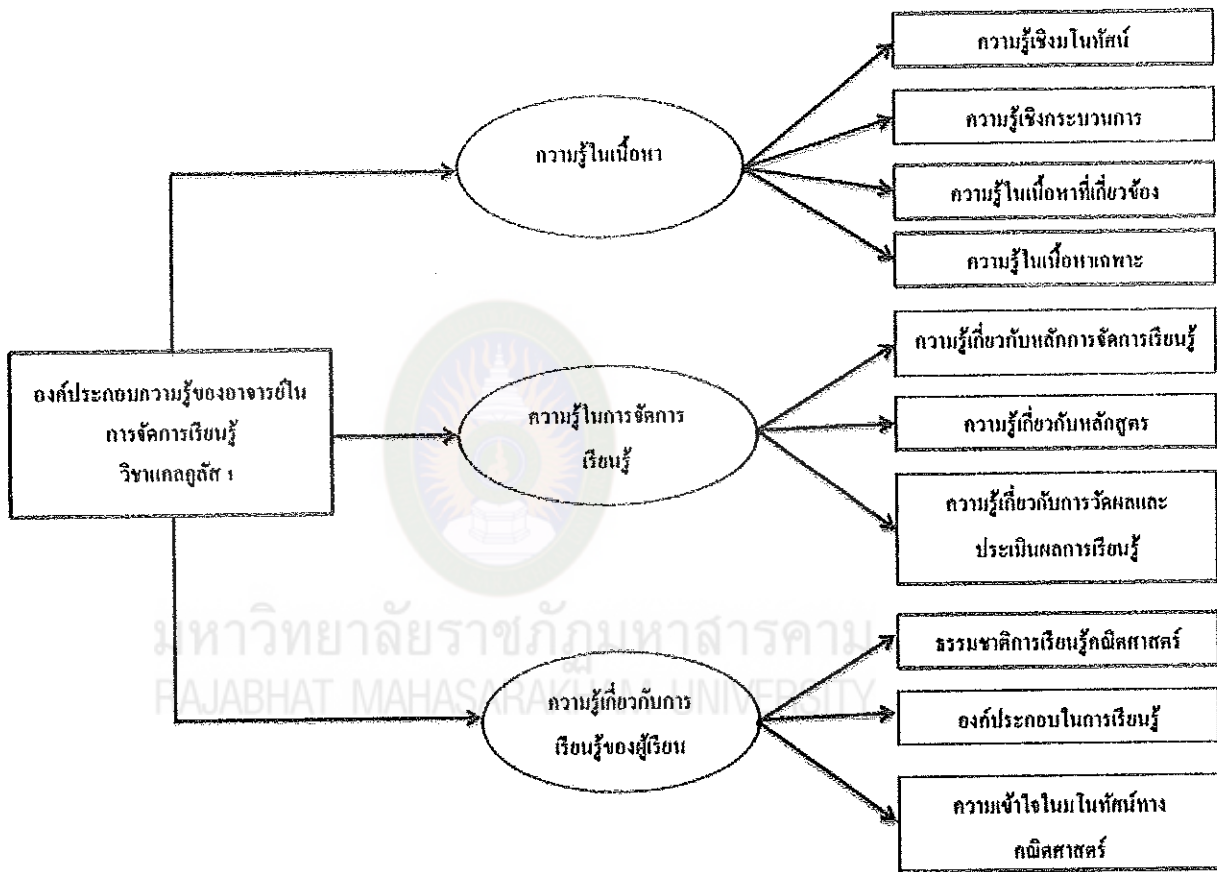 องค์ประกอบความรู้ของอาจารย์ใน
การจัดการเรียนรู้
วิชาแคลคูลัส 1
ความรู้ในเนื้อหา
ความรู้เชิงมโนทัศน์
ความรู้เชิงกระบวนการ
ความรู้ในเนื้อหาที่เกี่ยวข้อง
ความรู้ในเนื้อหาเฉพาะ
ความรู้ในการจัดการ
เรียนรู้
ความรู้เกี่ยวกับหลักการจัดการเรียนรู้
ความรู้เกี่ยวกับหลักสูตร
ความรู้เกี่ยวกับการวัดผลและ
ประเมินผลการเรียนรู้
ความรู้เกี่ยวกับการ
เรียนรู้ของผู้เรียน
ธรรมชาติการเรียนรู้คณิตศาสตร์
องค์ประกอบในการเรียนรู้
ความเข้าใจในมโนทัศน์ทาง
คณิตศาสตร์
มหาวิทยาลัยราชภัฏมหาสารคาม
RAJABHAT MAHASARAKHAM UNIVERSITY